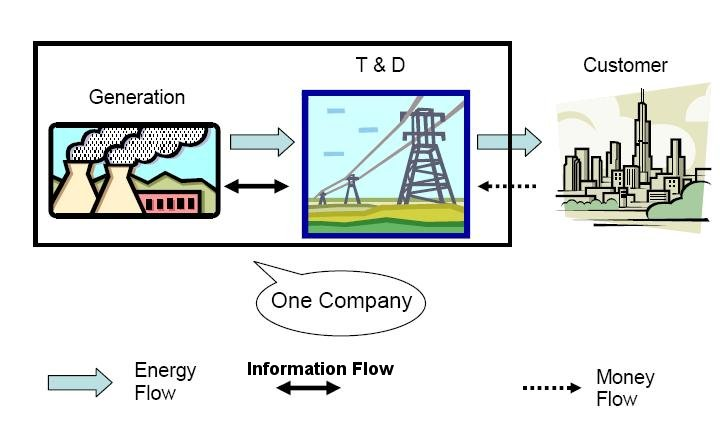 T & D
Customer
Generation
One Company
Energy
Flow
Information Flow
Money
Flow